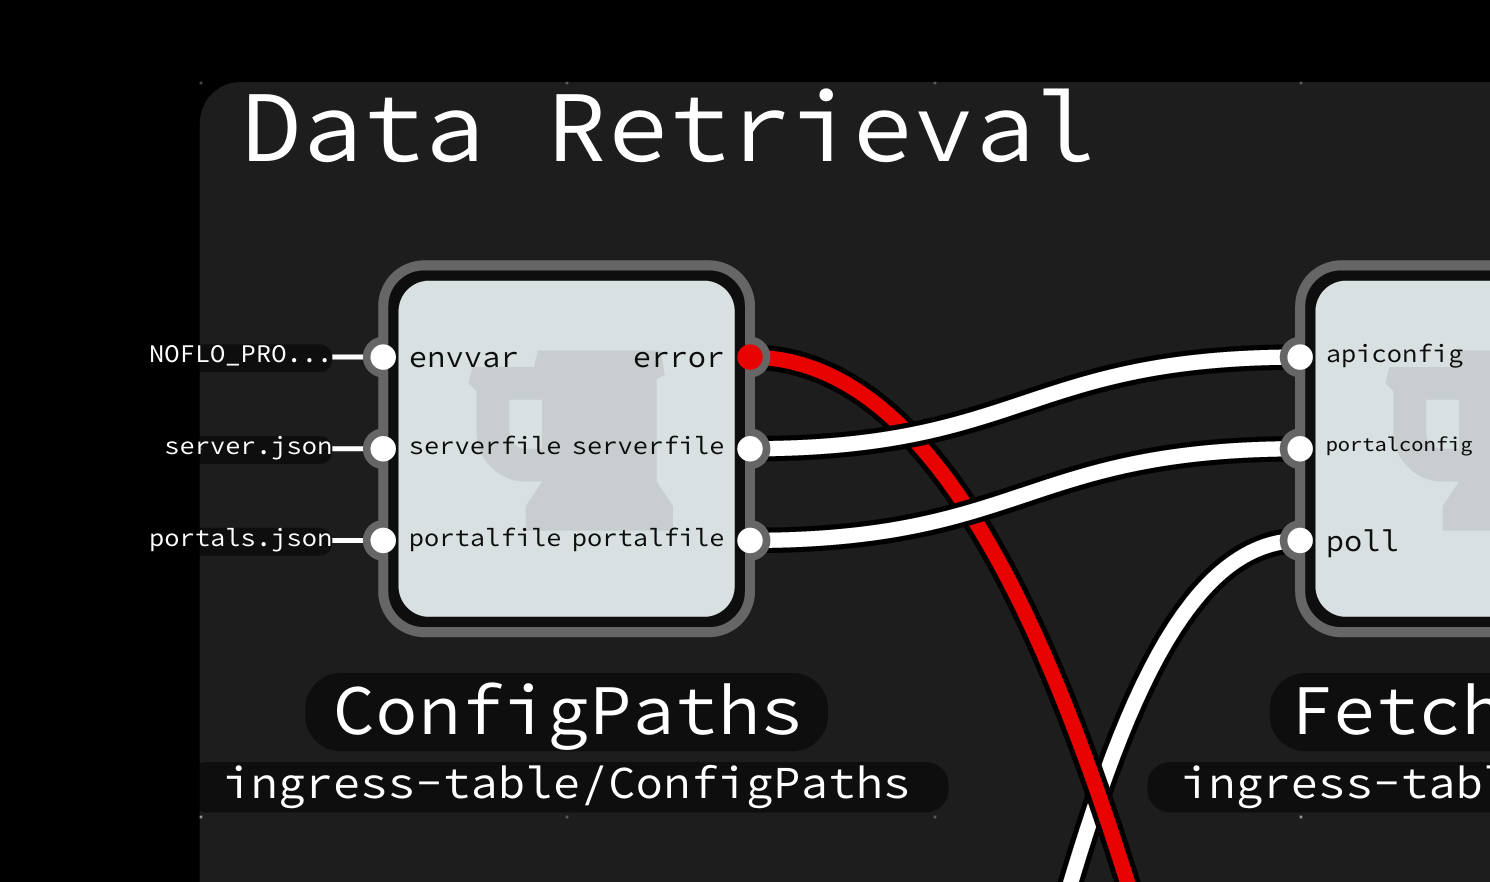 Data Retrieval
NOFLO_PRO...
envvar
error
apiconfig
server.json
serverfile
serverfile
portalconfig
portals.json
portalfile
portalfile
poll
ConfigPaths
Fetch
ingress-table/ConfigPaths
ingress-tabl